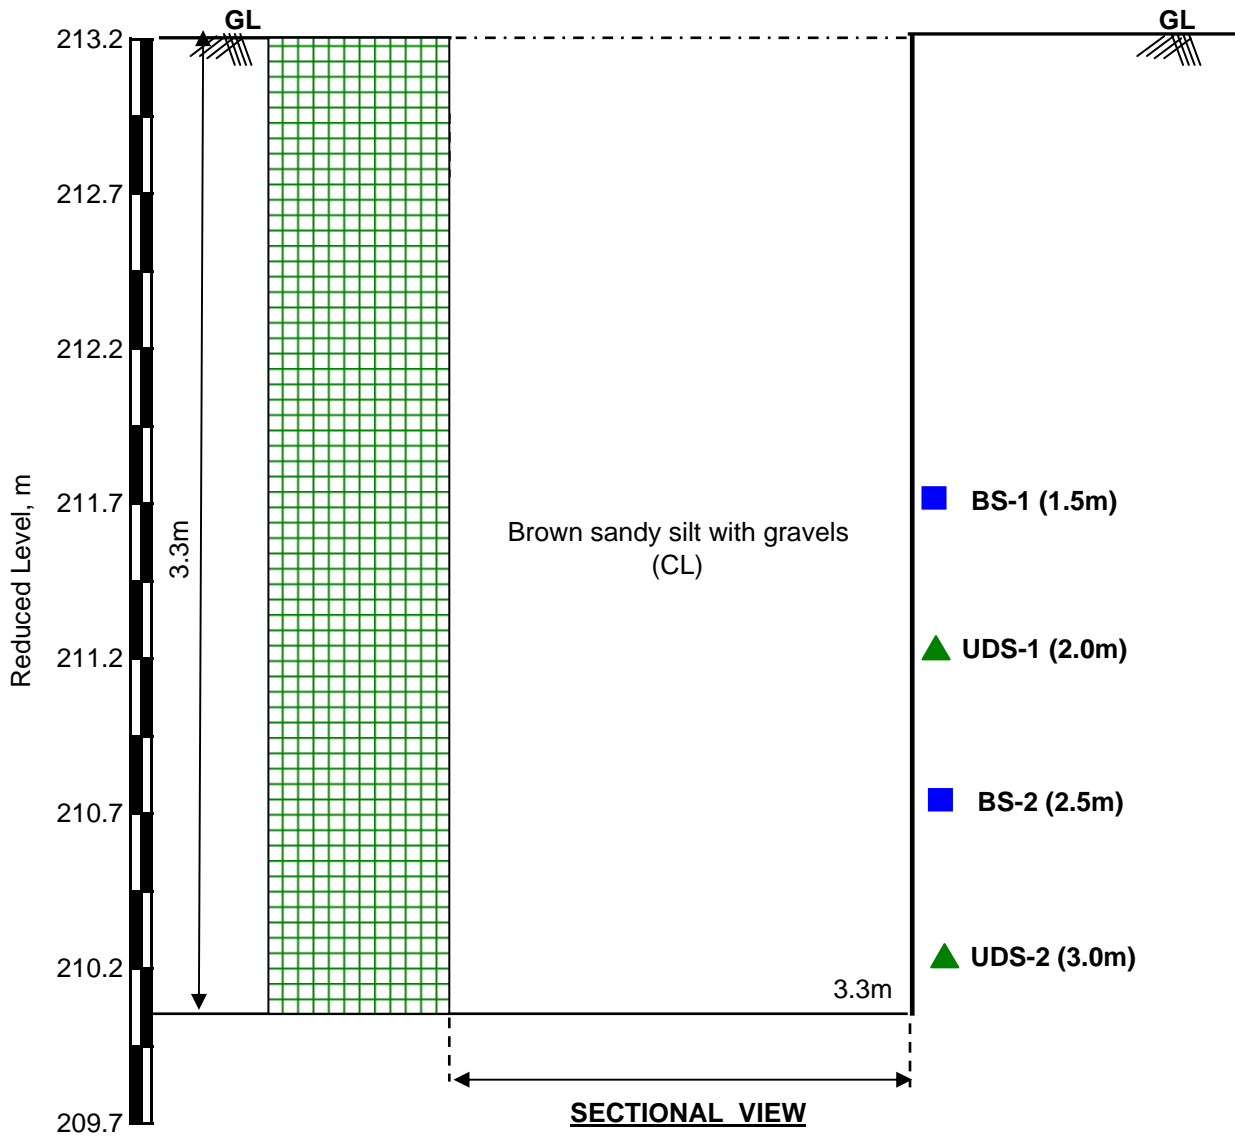 GL
GL
213.2
212.7
212.2
211.7
211.2
210.7
210.2
209.7
Reduced Level, m
3.3m
Brown sandy silt with gravels
(CL)
BS-1 (1.5m)
UDS-1 (2.0m)
BS-2 (2.5m)
UDS-2 (3.0m)
3.3m
SECTIONAL VIEW